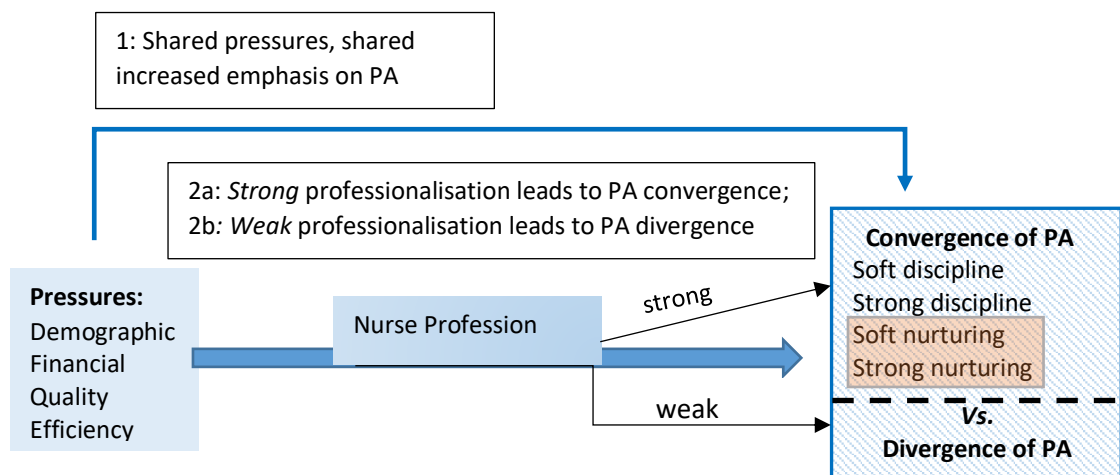 1: Shared pressures, shared
increased emphasis on PA
2a: Strong professionalisation leads to PA convergence;
2b: Weak professionalisation leads to PA divergence
Pressures:
Demographic
Financial
Quality
Efficiency
Nurse Profession
strong
weak
Convergence of PA
Soft discipline
Strong discipline
Soft nurturing
Strong nurturing
Vs.
Divergence of PA